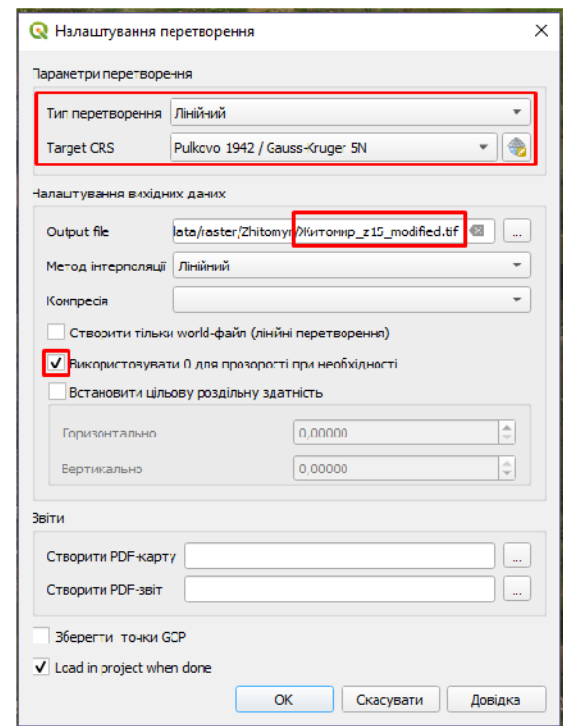 Налаштування перетворення
Параметри перетворення
Тип перетворення Лінійний
Target CRS Pulkovo 1942 / Gauss-Kruger 5N
Налаштування вихідних даних
Output file lata/raster/Zhitomyr/Житомир_z15_modified.tif ...
Метод інтерполяції Лінійний
Компресія
Створити тільки world-файл (лінійні перетворення)
Використовувати 0 для прозорості при необхідності
Встановити цільову роздільну здатність
Горизонтально 0,00000
Вертикально 0,00000
Звіти
Створити PDF-карту ...
Створити PDF-звіт ...
Зберегти точки GCP
Load in project when done
OK Скасувати Довідка